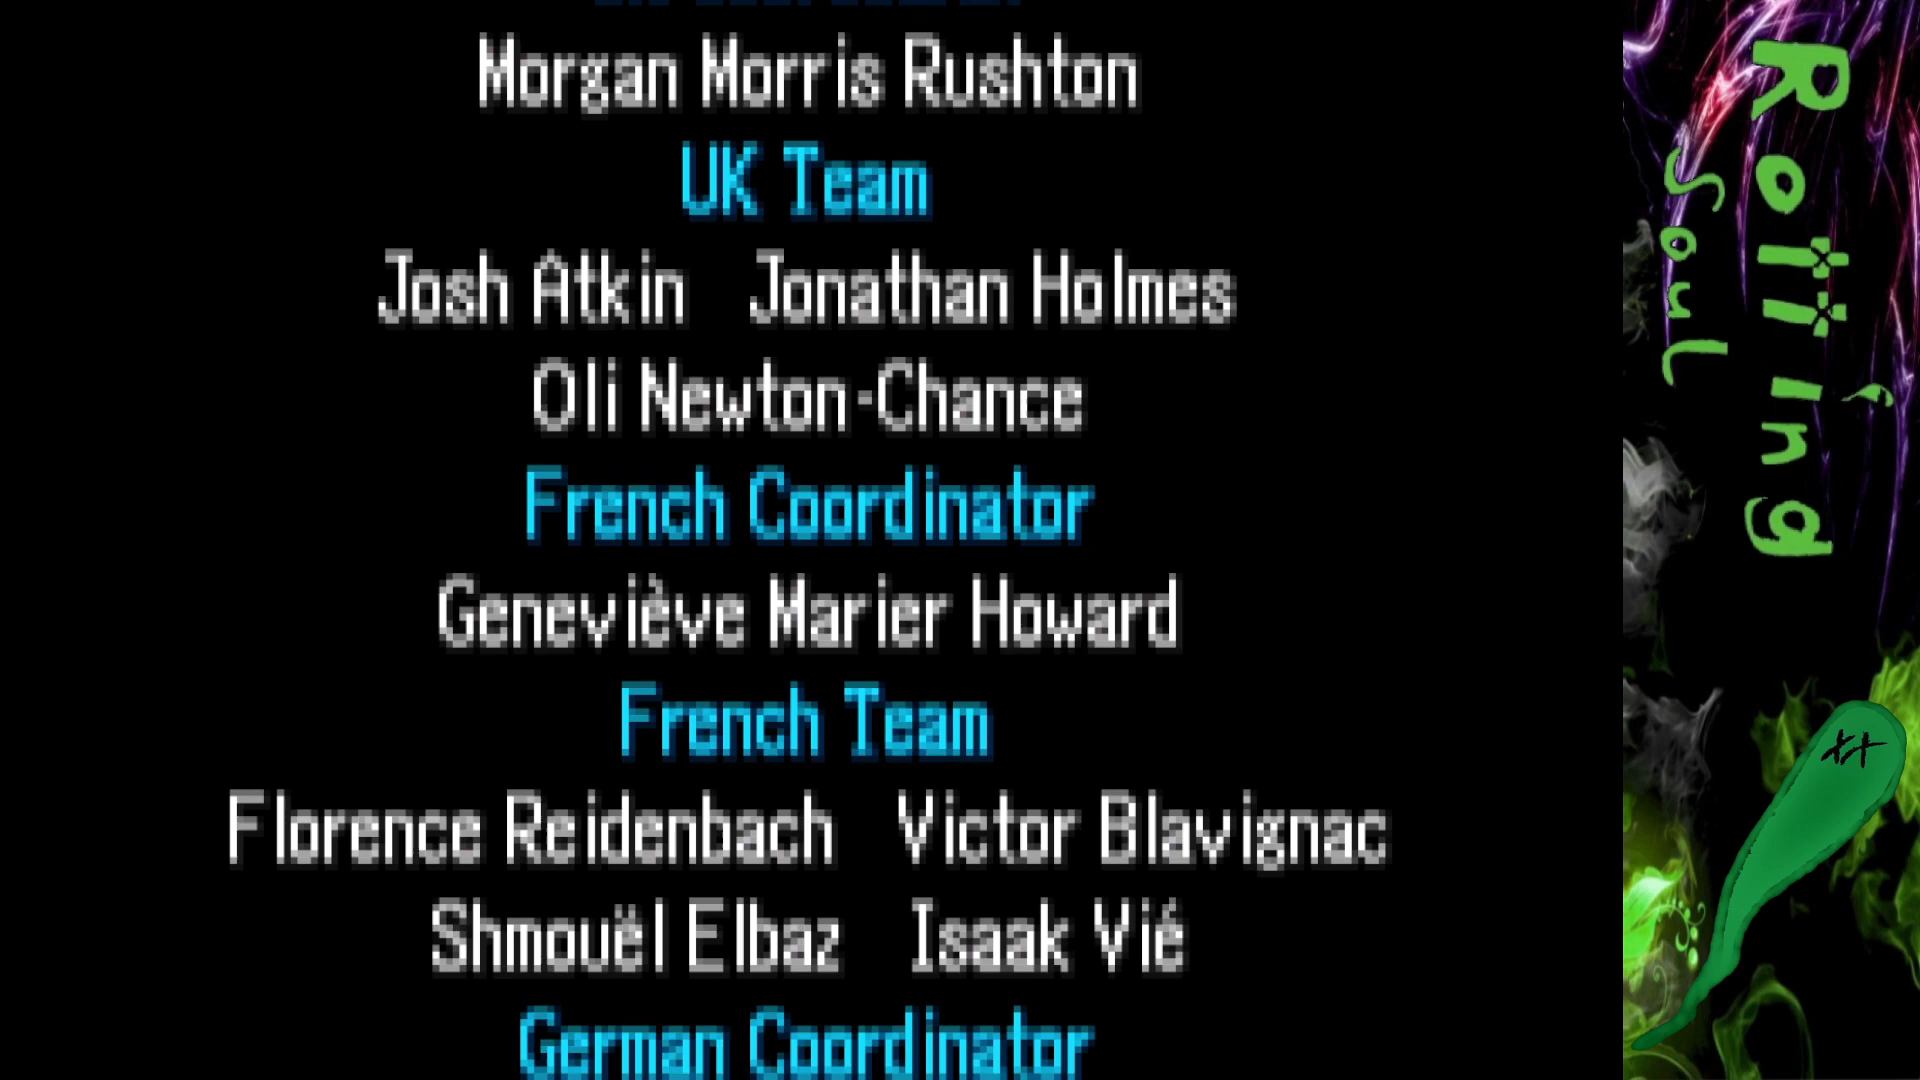 Morgan Morris Rushton
UK Team
Josh Atkin Jonathan Holmes
Oli Newton-Chance
French Coordinator
Geneviève Marier Howard
French Team
Florence Reidenbach Victor Blavignac
Shmouël Elbaz Isaak Vié
German Coordinator
Rotting
Soul